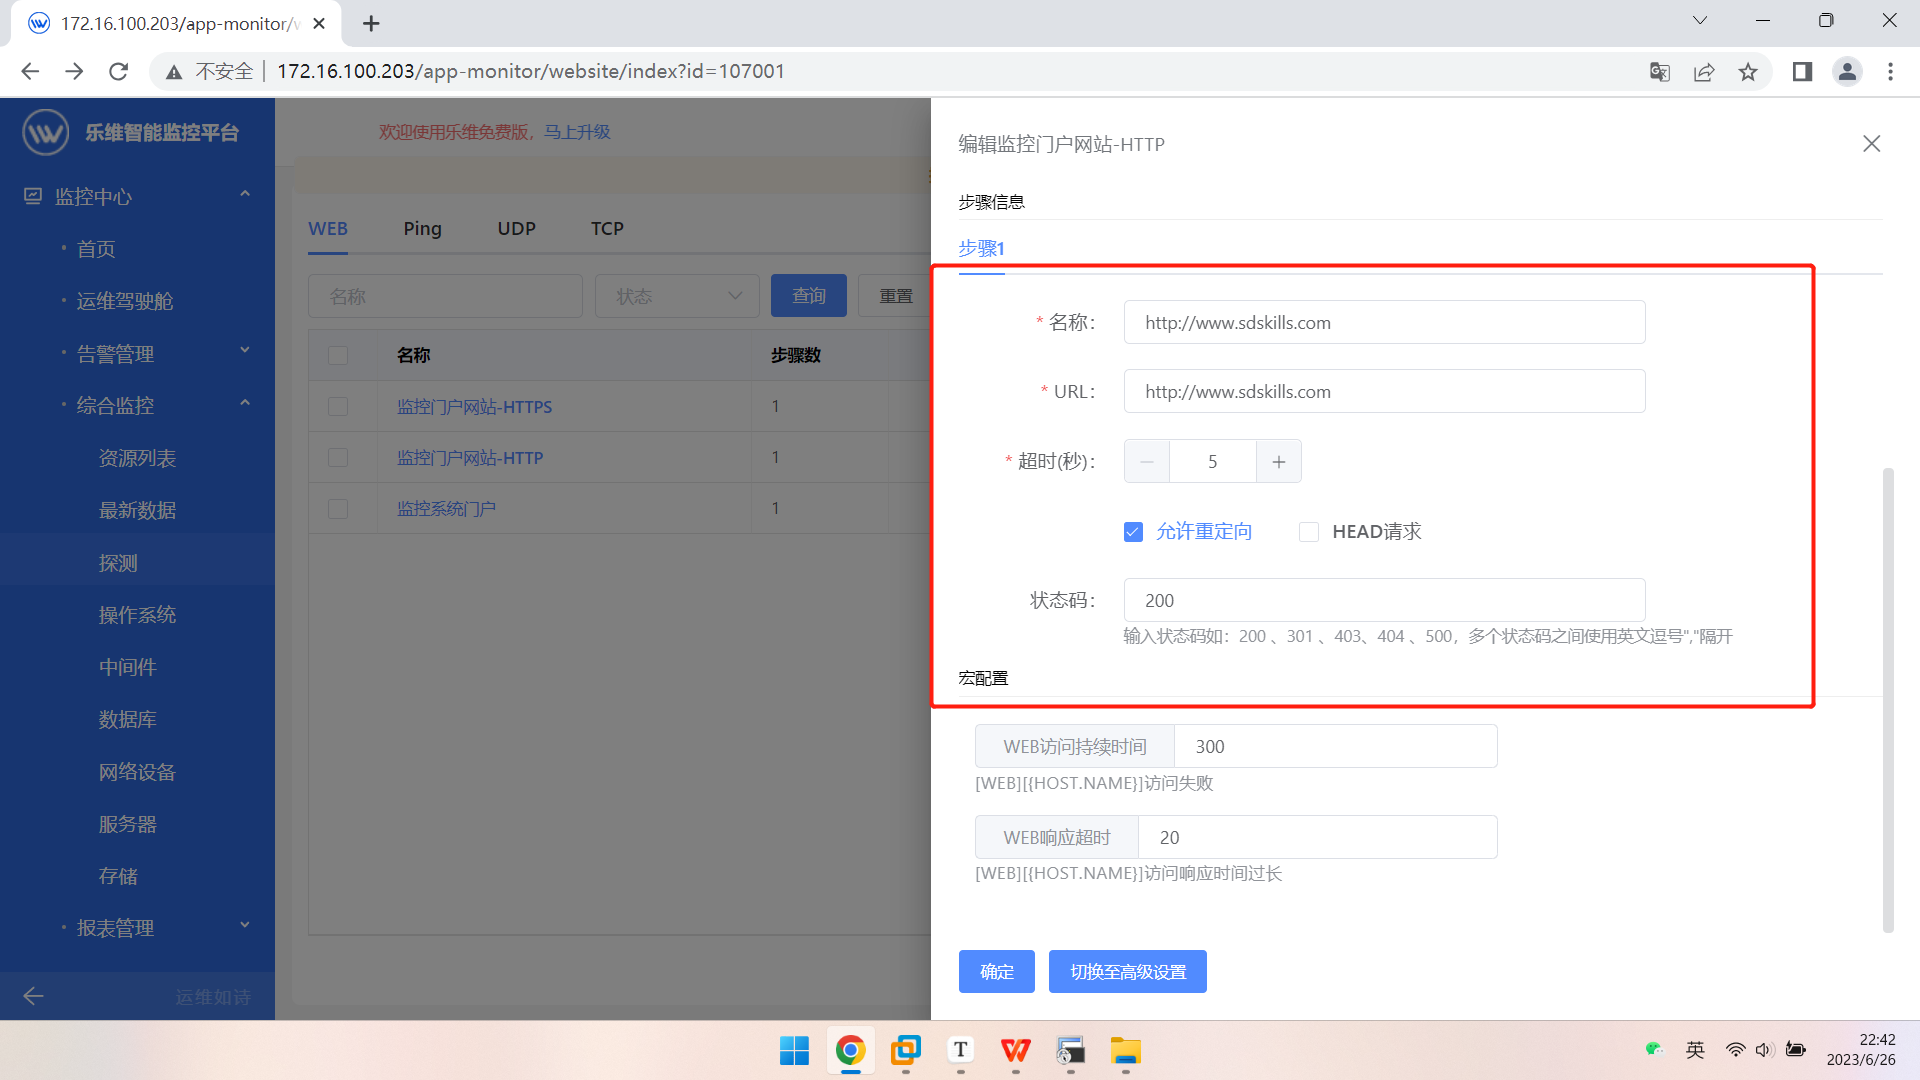 172.16.100.203/app-monitor/w
不安全
172.16.100.203/app-monitor/website/index?id=107001
乐维智能监控平台
监控中心
首页
运维驾驶舱
告警管理
综合监控
资源列表
最新数据
探测
操作系统
中间件
数据库
网络设备
服务器
存储
报表管理
运维如诗
欢迎使用乐维免费版，马上升级
WEB
Ping
UDP
TCP
名称
状态
查询
重置
名称
步骤数
监控门户网站-HTTPS
1
监控门户网站-HTTP
1
监控系统门户
1
编辑监控门户网站-HTTP
步骤信息
步骤1
* 名称：
http://www.sdskills.com
* URL：
http://www.sdskills.com
* 超时(秒)：
5
允许重定向
HEAD请求
状态码：
200
输入状态码如：200 、301 、403、404 、500，多个状态码之间使用英文逗号","隔开
宏配置
WEB访问持续时间
300
[WEB][{HOST.NAME}]访问失败
WEB响应超时
20
[WEB][{HOST.NAME}]访问响应时间过长
确定
切换至高级设置
英
22:42
2023/6/26